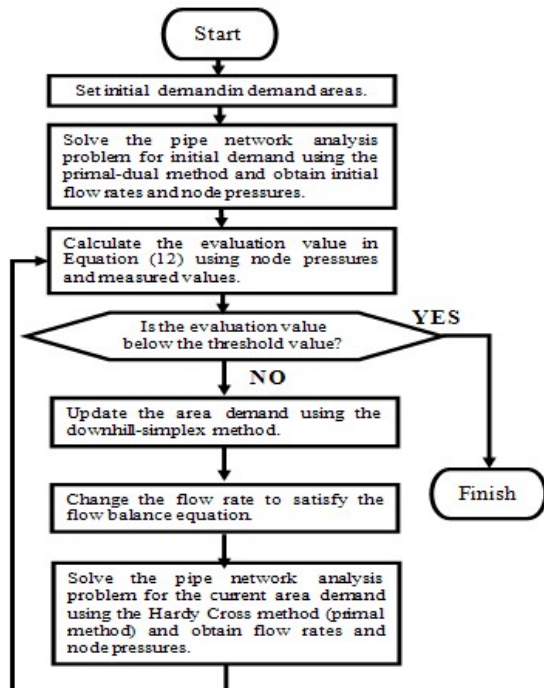 Start
Set initial demandin demand areas.
Solve the pipe network analysis
problem for initial demand using the
primal-dual method and obtain initial
flow rates and node pressures.
Calculate the evaluation value in
Equation (12) using node pressures
and measured values.
Is the evaluation value
below the threshold value?
YES
NO
Update the area demand using the
downhill-simplex method.
Change the flow rate to satisfy the
flow balance equation.
Finish
Solve the pipe network analysis
problem for the current area demand
using the Hardy Cross method (primal
method) and obtain flow rates and
node pressures.